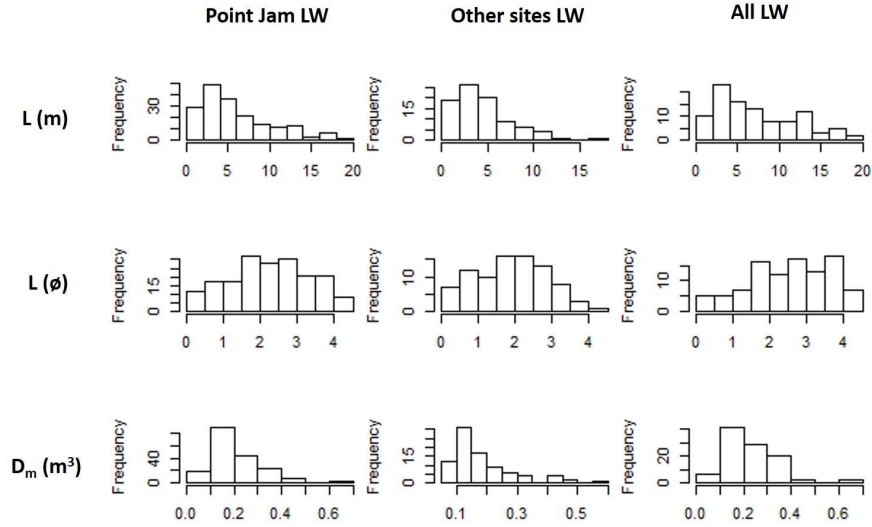 Point Jam LW Other sites LW All LW
L (m)
Frequency
0 30
0 5 10 15 20
Frequency
0 15
0 5 10 15
Frequency
0 10
0 5 10 15 20
L (ø)
Frequency
0 15
0 1 2 3 4
Frequency
0 10
0 1 2 3 4
Frequency
0 10
0 1 2 3 4
Dₘ (m³)
Frequency
0 40
0.0 0.2 0.6
Frequency
0 15
0.1 0.3 0.5
Frequency
0 20
0.0 0.2 0.6